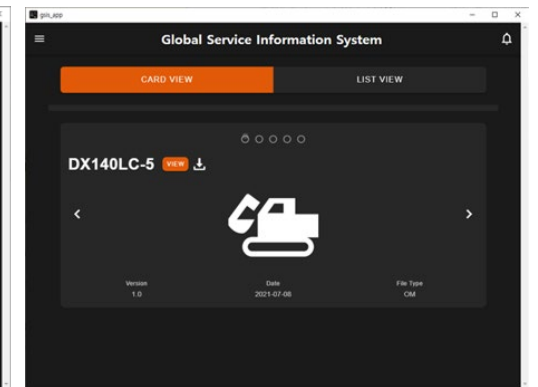 gsis_app
Global Service Information System
CARD VIEW LIST VIEW
DX140LC-5 VIEW
Version Date File Type
1.0 2021-07-08 OM